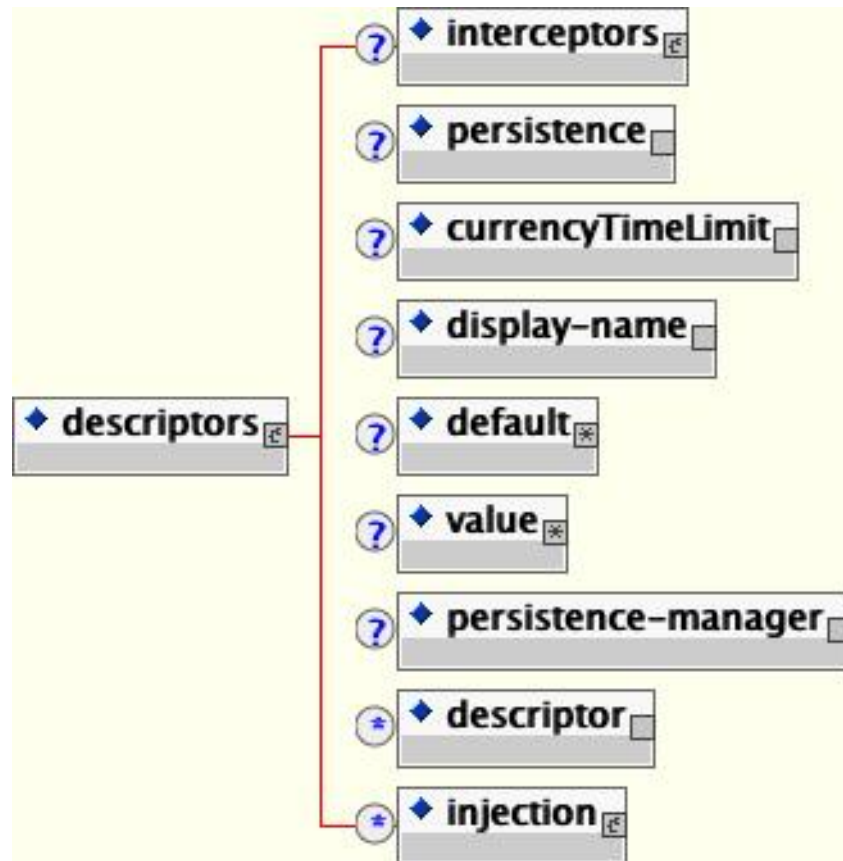 ? interceptors
? persistence
? currencyTimeLimit
? display-name
descriptors
? default
? value
? persistence-manager
* descriptor
* injection